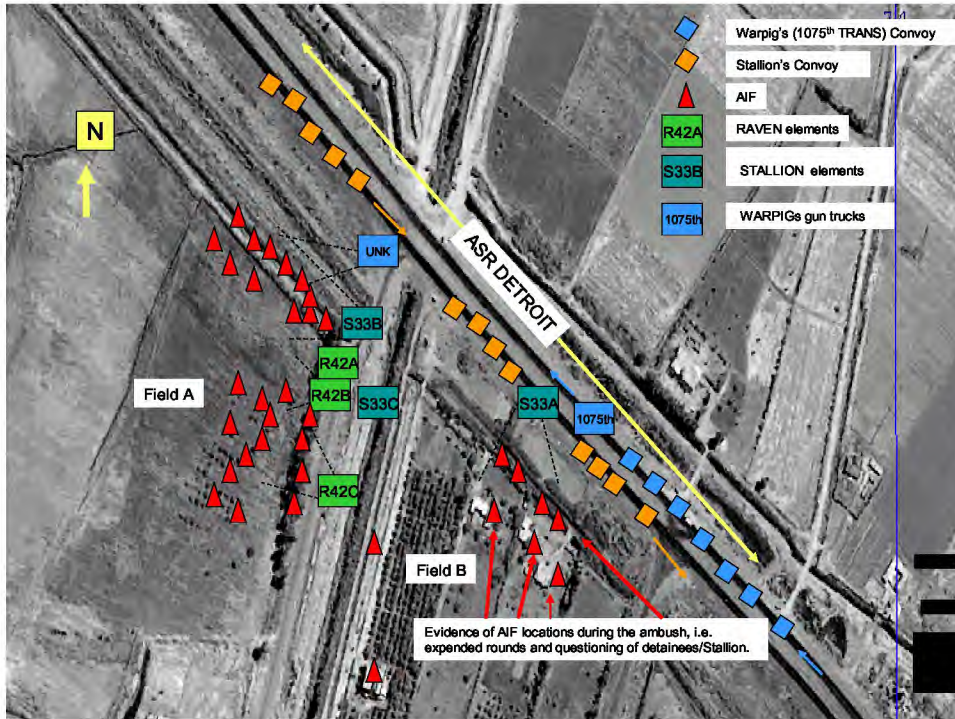 Warpig's (1075th TRANS) Convoy
Stallion's Convoy
AIF
R42A RAVEN elements
S33B STALLION elements
1075th WARPIGs gun trucks
N
ASR DETROIT
UNK
S33B
R42A
R42B
Field A
S33C
S33A
1075th
R42C
Field B
Evidence of AIF locations during the ambush, i.e.
expended rounds and questioning of detainees/Stallion.